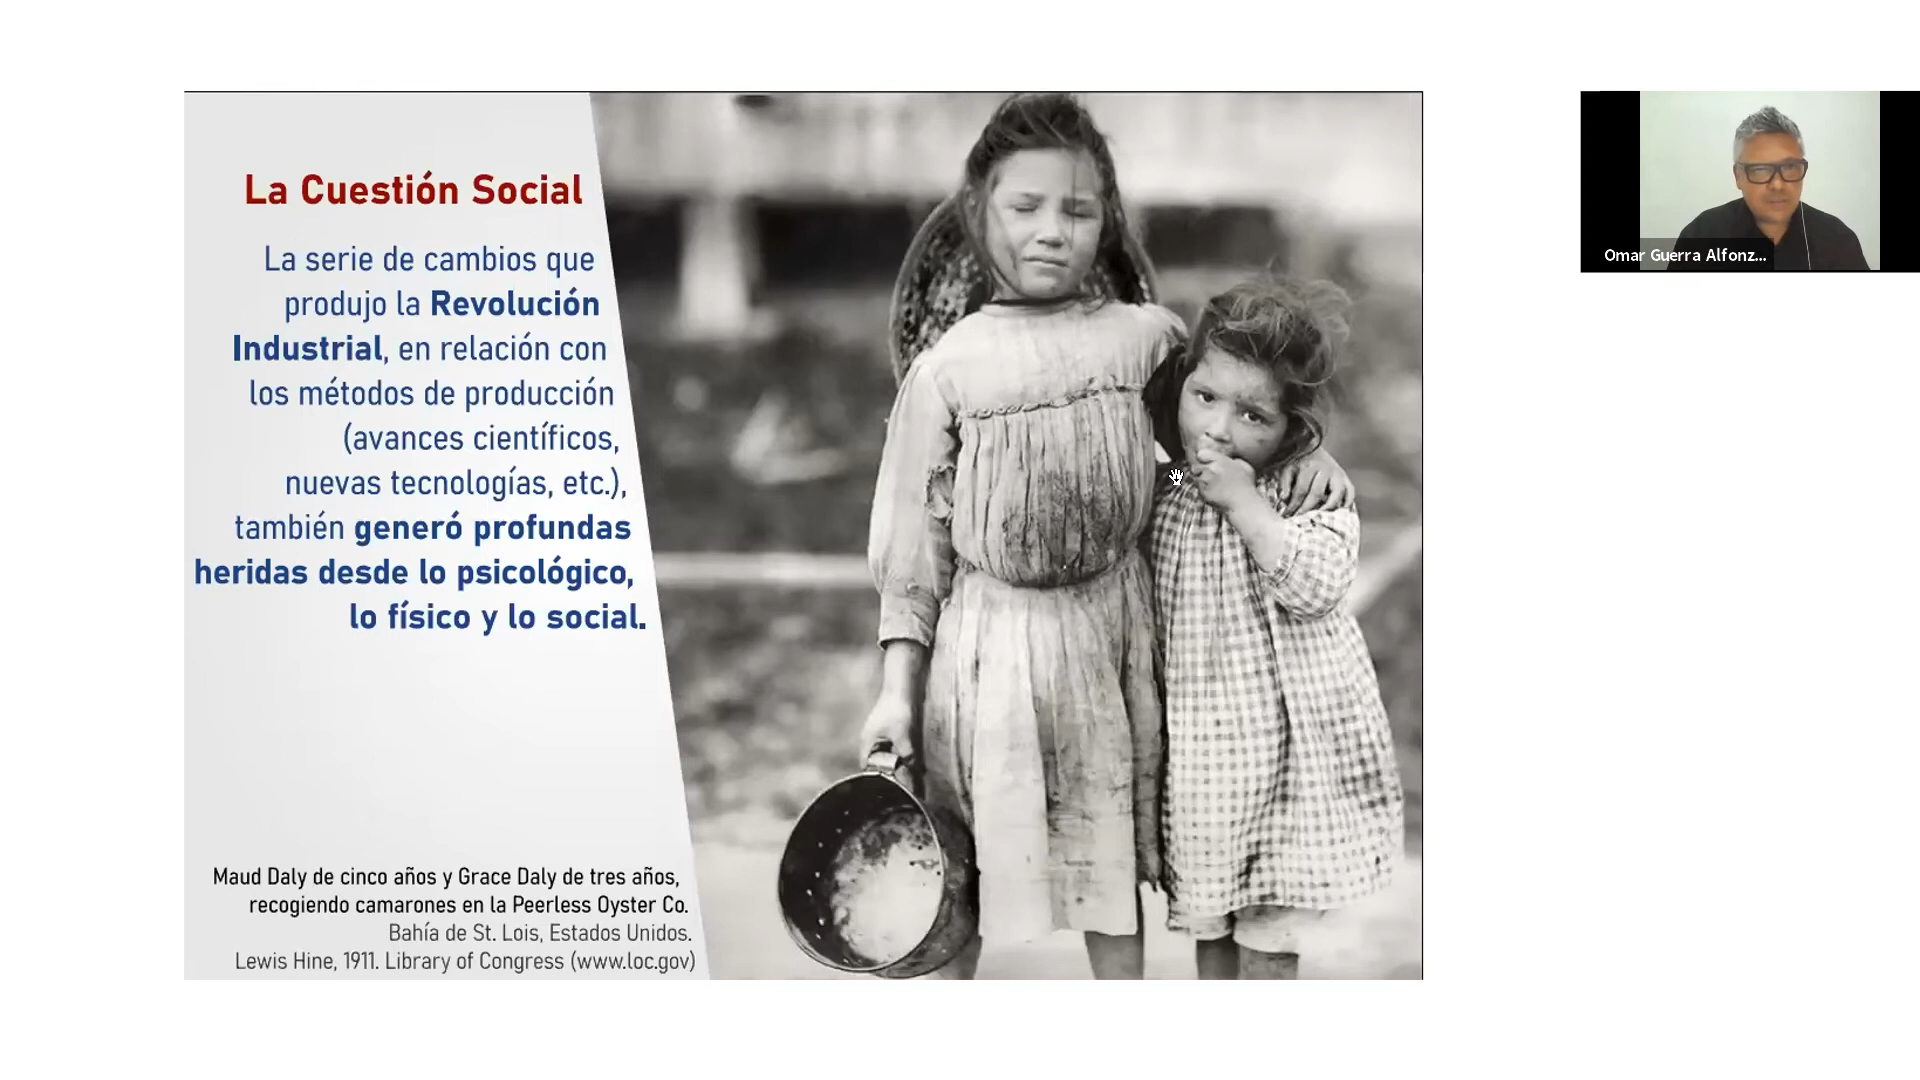 La Cuestión Social
La serie de cambios que
produjo la Revolución
Industrial, en relación con
los métodos de producción
(avances científicos,
nuevas tecnologías, etc.),
también generó profundas
heridas desde lo psicológico,
lo físico y lo social.
Maud Daly de cinco años y Grace Daly de tres años,
recogiendo camarones en la Peerless Oyster Co.
Bahía de St. Lois, Estados Unidos.
Lewis Hine, 1911. Library of Congress (www.loc.gov)
Omar Guerra Alfonz...